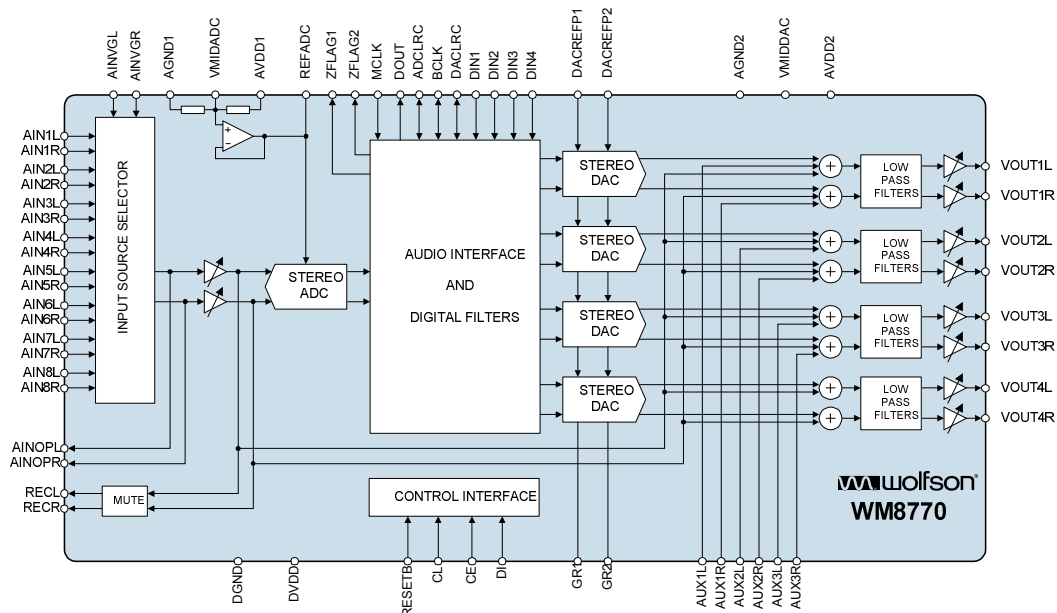 AINVGL
AINVGR
AGND1
VMIDADC
AVDD1
REFADC
ZFLAG1
ZFLAG2
MCLK
DOUT
ADCLRC
BCLK
DACLRC
DIN1
DIN2
DIN3
DIN4
DACREFP1
DACREFP2
AGND2
VMIDDAC
AVDD2
AIN1L
AIN1R
AIN2L
AIN2R
AIN3L
AIN3R
AIN4L
AIN4R
AIN5L
AIN5R
AIN6L
AIN6R
AIN7L
AIN7R
AIN8L
AIN8R
AINOPL
AINOPR
RECL
RECR
INPUT SOURCE SELECTOR
+
-
STEREO
ADC
MUTE
AUDIO INTERFACE
AND
DIGITAL FILTERS
CONTROL INTERFACE
STEREO
DAC
STEREO
DAC
STEREO
DAC
STEREO
DAC
+
+
+
+
+
+
+
+
LOW
PASS
FILTERS
LOW
PASS
FILTERS
LOW
PASS
FILTERS
LOW
PASS
FILTERS
VOUT1L
VOUT1R
VOUT2L
VOUT2R
VOUT3L
VOUT3R
VOUT4L
VOUT4R
wolfson
WM8770
DGND
DVDD
RESETB
CL
CE
DI
GR1
GR2
AUX1L
AUX1R
AUX2L
AUX2R
AUX3L
AUX3R